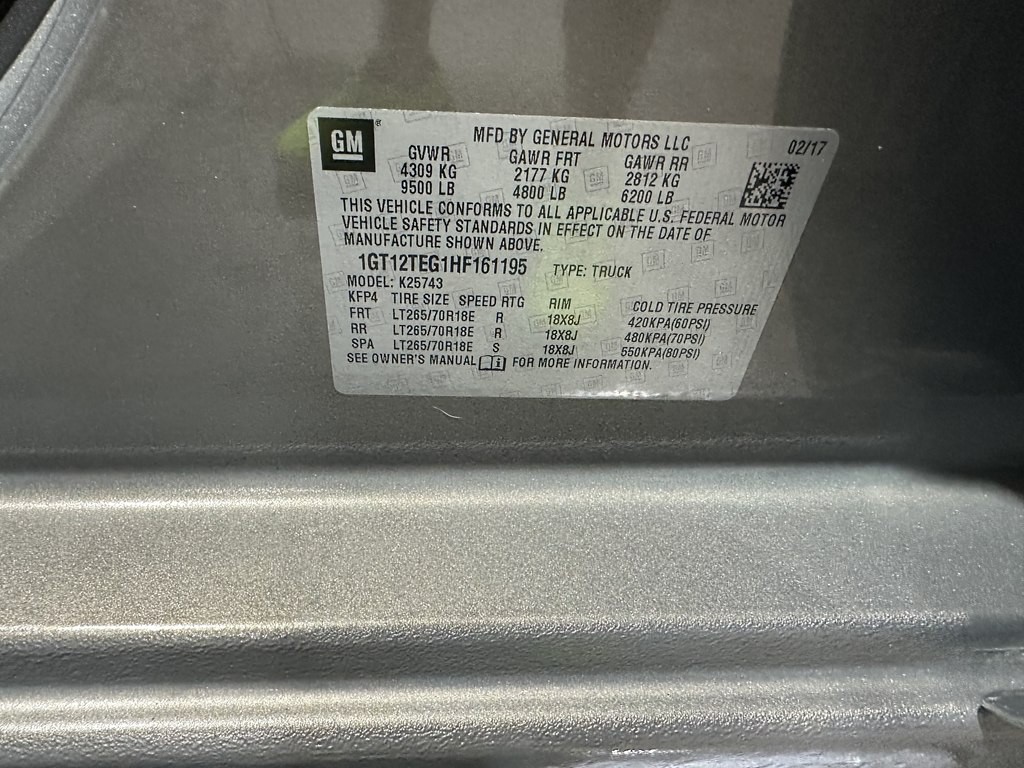 GM ®
MFD BY GENERAL MOTORS LLC 02/17
GVWR GAWR FRT GAWR RR
4309 KG 2177 KG 2812 KG
9500 LB 4800 LB 6200 LB
THIS VEHICLE CONFORMS TO ALL APPLICABLE U.S. FEDERAL MOTOR
VEHICLE SAFETY STANDARDS IN EFFECT ON THE DATE OF
MANUFACTURE SHOWN ABOVE.
1GT12TEG1HF161195 TYPE: TRUCK
MODEL: K25743
KFP4 TIRE SIZE SPEED RTG RIM COLD TIRE PRESSURE
FRT LT265/70R18E R 18X8J 420KPA(60PSI)
RR LT265/70R18E R 18X8J 480KPA(70PSI)
SPA LT265/70R18E S 18X8J 550KPA(80PSI)
SEE OWNER'S MANUAL i FOR MORE INFORMATION.